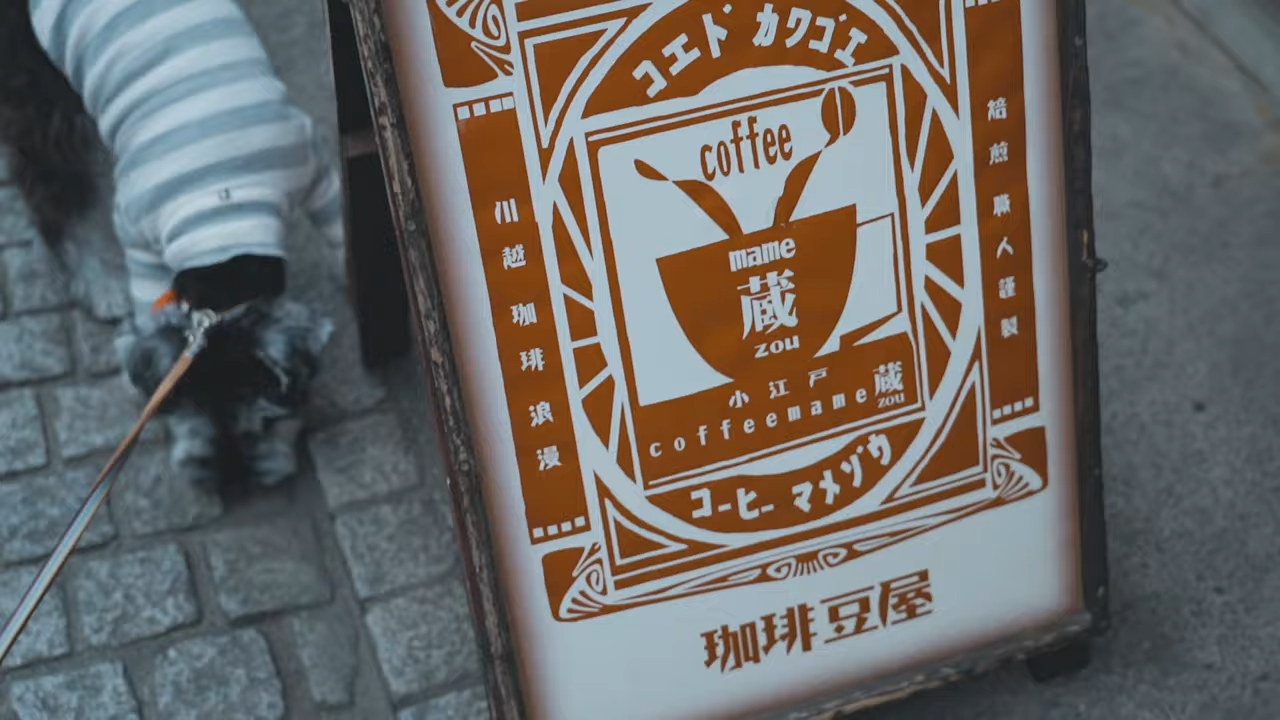 コエド カクゴエ
coffee
mame
蔵
zou
小江戸
coffeemame蔵
zou
コーヒー マメゾウ
川越珈琲浪漫
焙煎職人謹製
珈琲豆屋